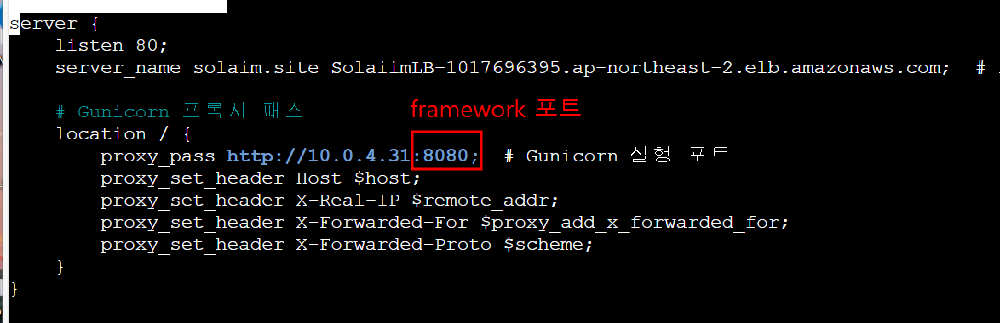 server {
listen 80;
server_name solaim.site SolaiimLB-1017696395.ap-northeast-2.elb.amazonaws.com;  #
# Gunicorn 프록시 패스
framework 포트
location / {
proxy_pass http://10.0.4.31:8080;  # Gunicorn 실행 포트
proxy_set_header Host $host;
proxy_set_header X-Real-IP $remote_addr;
proxy_set_header X-Forwarded-For $proxy_add_x_forwarded_for;
proxy_set_header X-Forwarded-Proto $scheme;
}
}